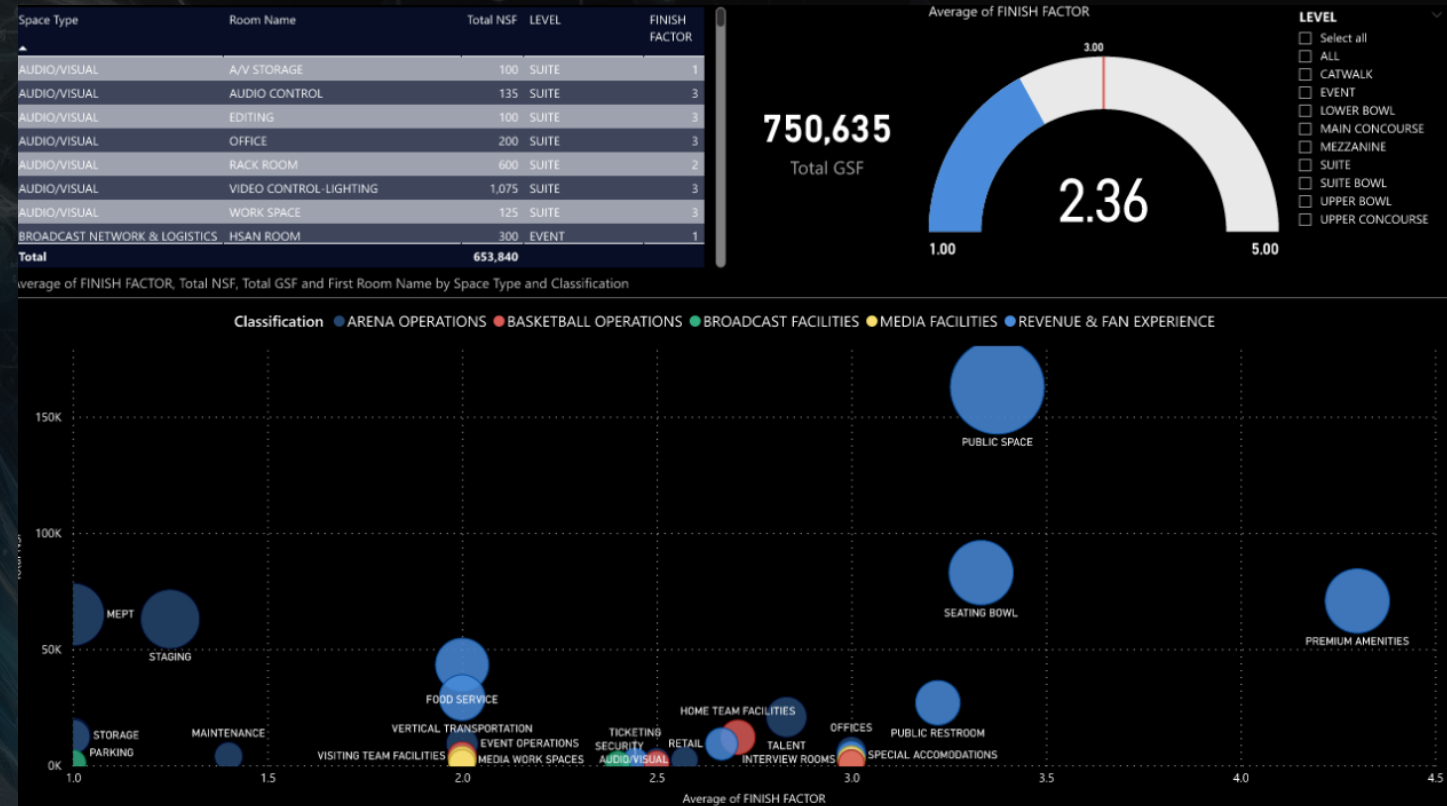 Space Type Room Name Total NSF LEVEL FINISH FACTOR
AUDIO/VISUAL A/V STORAGE 100 SUITE 1
AUDIO/VISUAL AUDIO CONTROL 135 SUITE 3
AUDIO/VISUAL EDITING 100 SUITE 3
AUDIO/VISUAL OFFICE 200 SUITE 3
AUDIO/VISUAL RACK ROOM 600 SUITE 2
AUDIO/VISUAL VIDEO CONTROL-LIGHTING 1,075 SUITE 3
AUDIO/VISUAL WORK SPACE 125 SUITE 3
BROADCAST NETWORK & LOGISTICS HSAN ROOM 300 EVENT 1
Total 653,840
750,635
Total GSF
Average of FINISH FACTOR
3.00
2.36
1.00 5.00
LEVEL
Select all
ALL
CATWALK
EVENT
LOWER BOWL
MAIN CONCOURSE
MEZZANINE
SUITE
SUITE BOWL
UPPER BOWL
UPPER CONCOURSE
verage of FINISH FACTOR, Total NSF, Total GSF and First Room Name by Space Type and Classification
Classification ARENA OPERATIONS BASKETBALL OPERATIONS BROADCAST FACILITIES MEDIA FACILITIES REVENUE & FAN EXPERIENCE
150K
PUBLIC SPACE
100K
SEATING BOWL
MEPT
PREMIUM AMENITIES
50K
STAGING
FOOD SERVICE
HOME TEAM FACILITIES
VERTICAL TRANSPORTATION
OFFICES
TICKETING
PUBLIC RESTROOM
STORAGE
MAINTENANCE
EVENT OPERATIONS
SECURITY
RETAIL
TALENT
PARKING
VISITING TEAM FACILITIES
MEDIA WORK SPACES
AUDIO/VISUAL
INTERVIEW ROOMS
SPECIAL ACCOMODATIONS
0K
1.0 1.5 2.0 2.5 3.0 3.5 4.0 4.5
Average of FINISH FACTOR